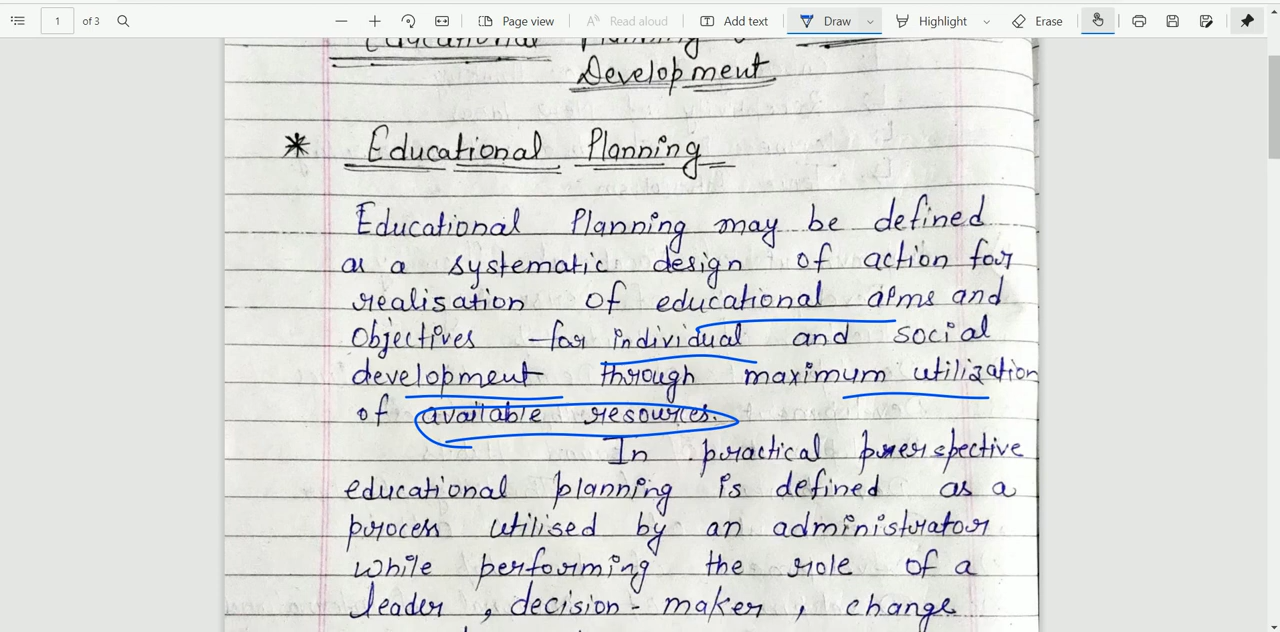 1 of 3 Page view Read aloud Add text Draw Highlight Erase
Educational Planning
Development
* Educational Planning
Educational Planning may be defined
as a systematic design of action for
realisation of educational aims and
Objectives for individual and social
development through maximum utilization
of available resources.
In practical prerspective
educational planning is defined as a
process utilised by an administrator
while performing the role of a
leader, decision-maker, change